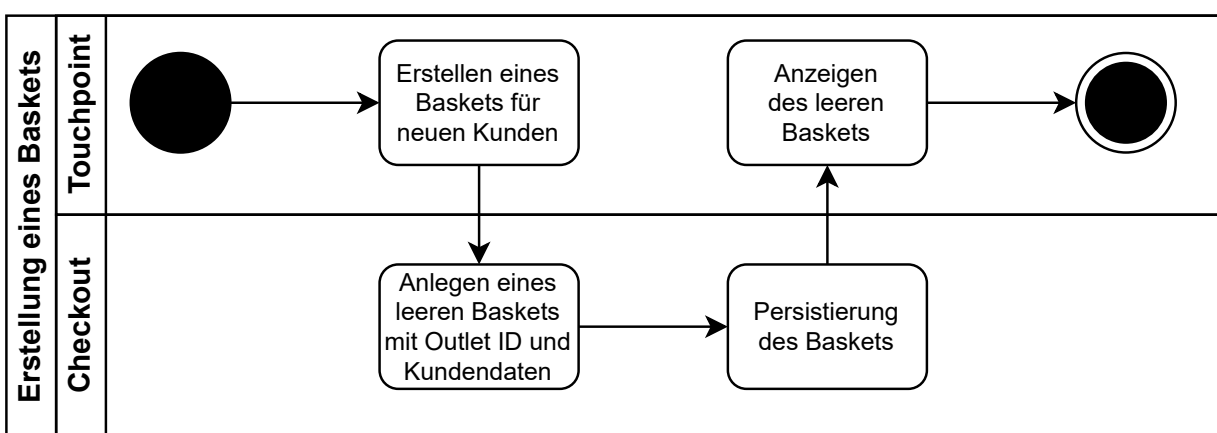 Erstellung eines Baskets
Touchpoint
Erstellen eines
Baskets für
neuen Kunden
Anzeigen
des leeren
Baskets
Checkout
Anlegen eines
leeren Baskets
mit Outlet ID und
Kundendaten
Persistierung
des Baskets